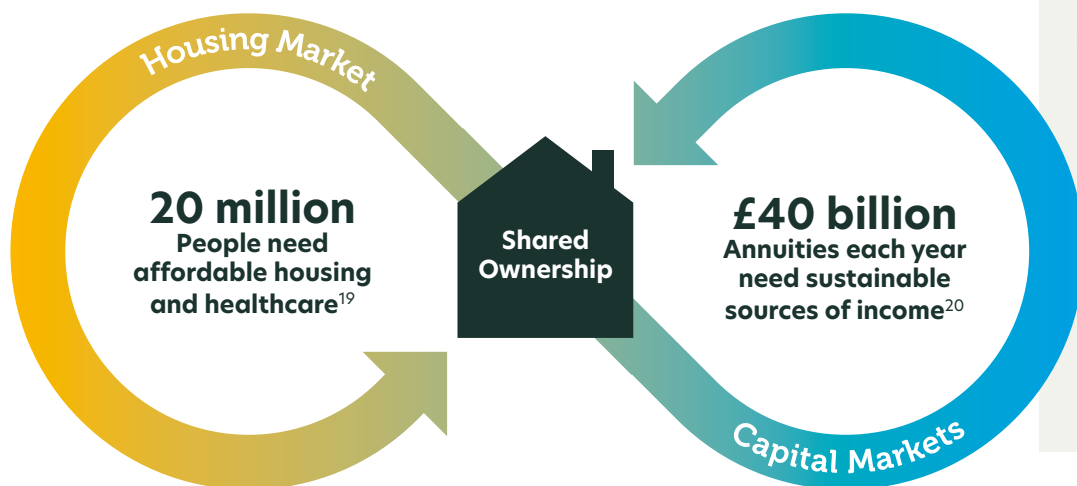 Housing Market
20 million
People need
affordable housing
and healthcare19
Shared
Ownership
£40 billion
Annuities each year
need sustainable
sources of income20
Capital Markets